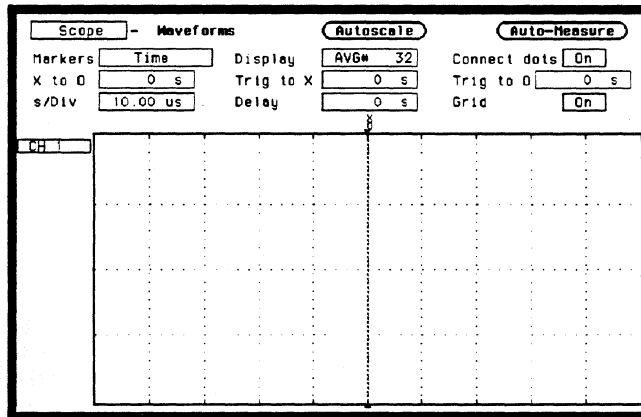 Scope - Waveforms Autoscale Auto-Measure
Markers Time Display AVG# 32 Connect dots On
X to O 0 s Trig to X 0 s Trig to O 0 s
s/Div 10.00 us Delay 0 s Grid On
CH 1